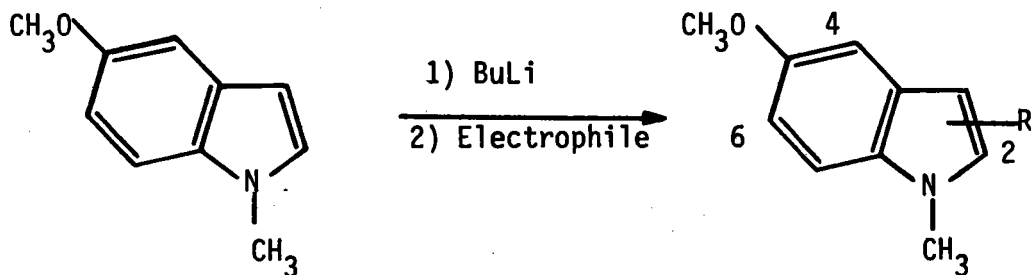 CH3O
N
CH3
1) BuLi
2) Electrophile
CH3O
4
6
R
2
N
CH3